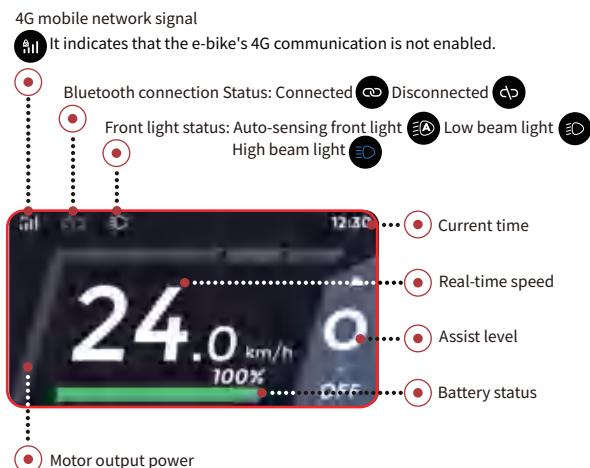 4G mobile network signal
It indicates that the e-bike's 4G communication is not enabled.
Bluetooth connection Status: Connected Disconnected
Front light status: Auto-sensing front light A Low beam light
High beam light
12:30 Current time
Real-time speed
24.0 km/h
0
Assist level
100%
OFF
Battery status
Motor output power